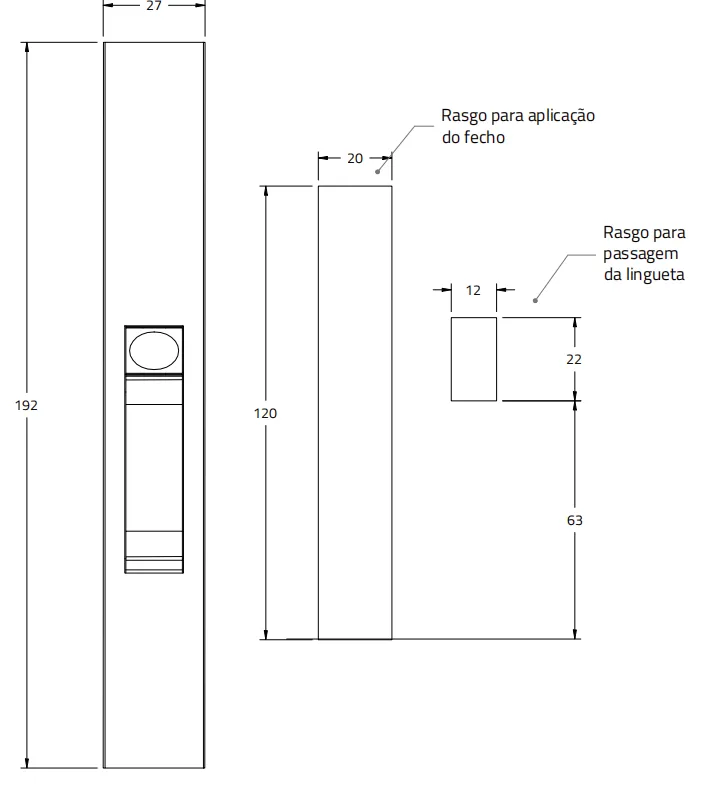 27
Rasgo para aplicação
do fecho
20
Rasgo para
passagem
da lingueta
12
22
192
120
63